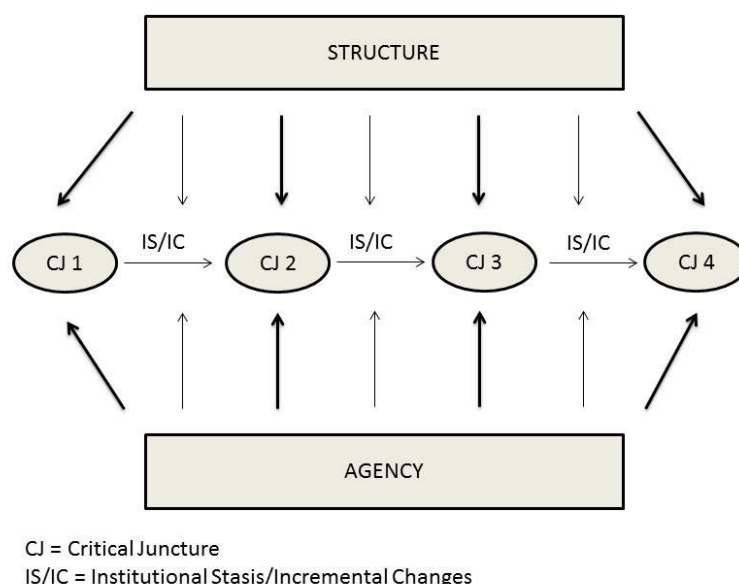 STRUCTURE
IS/IC IS/IC IS/IC
CJ 1 CJ 2 CJ 3 CJ 4
AGENCY
CJ = Critical Juncture
IS/IC = Institutional Stasis/Incremental Changes